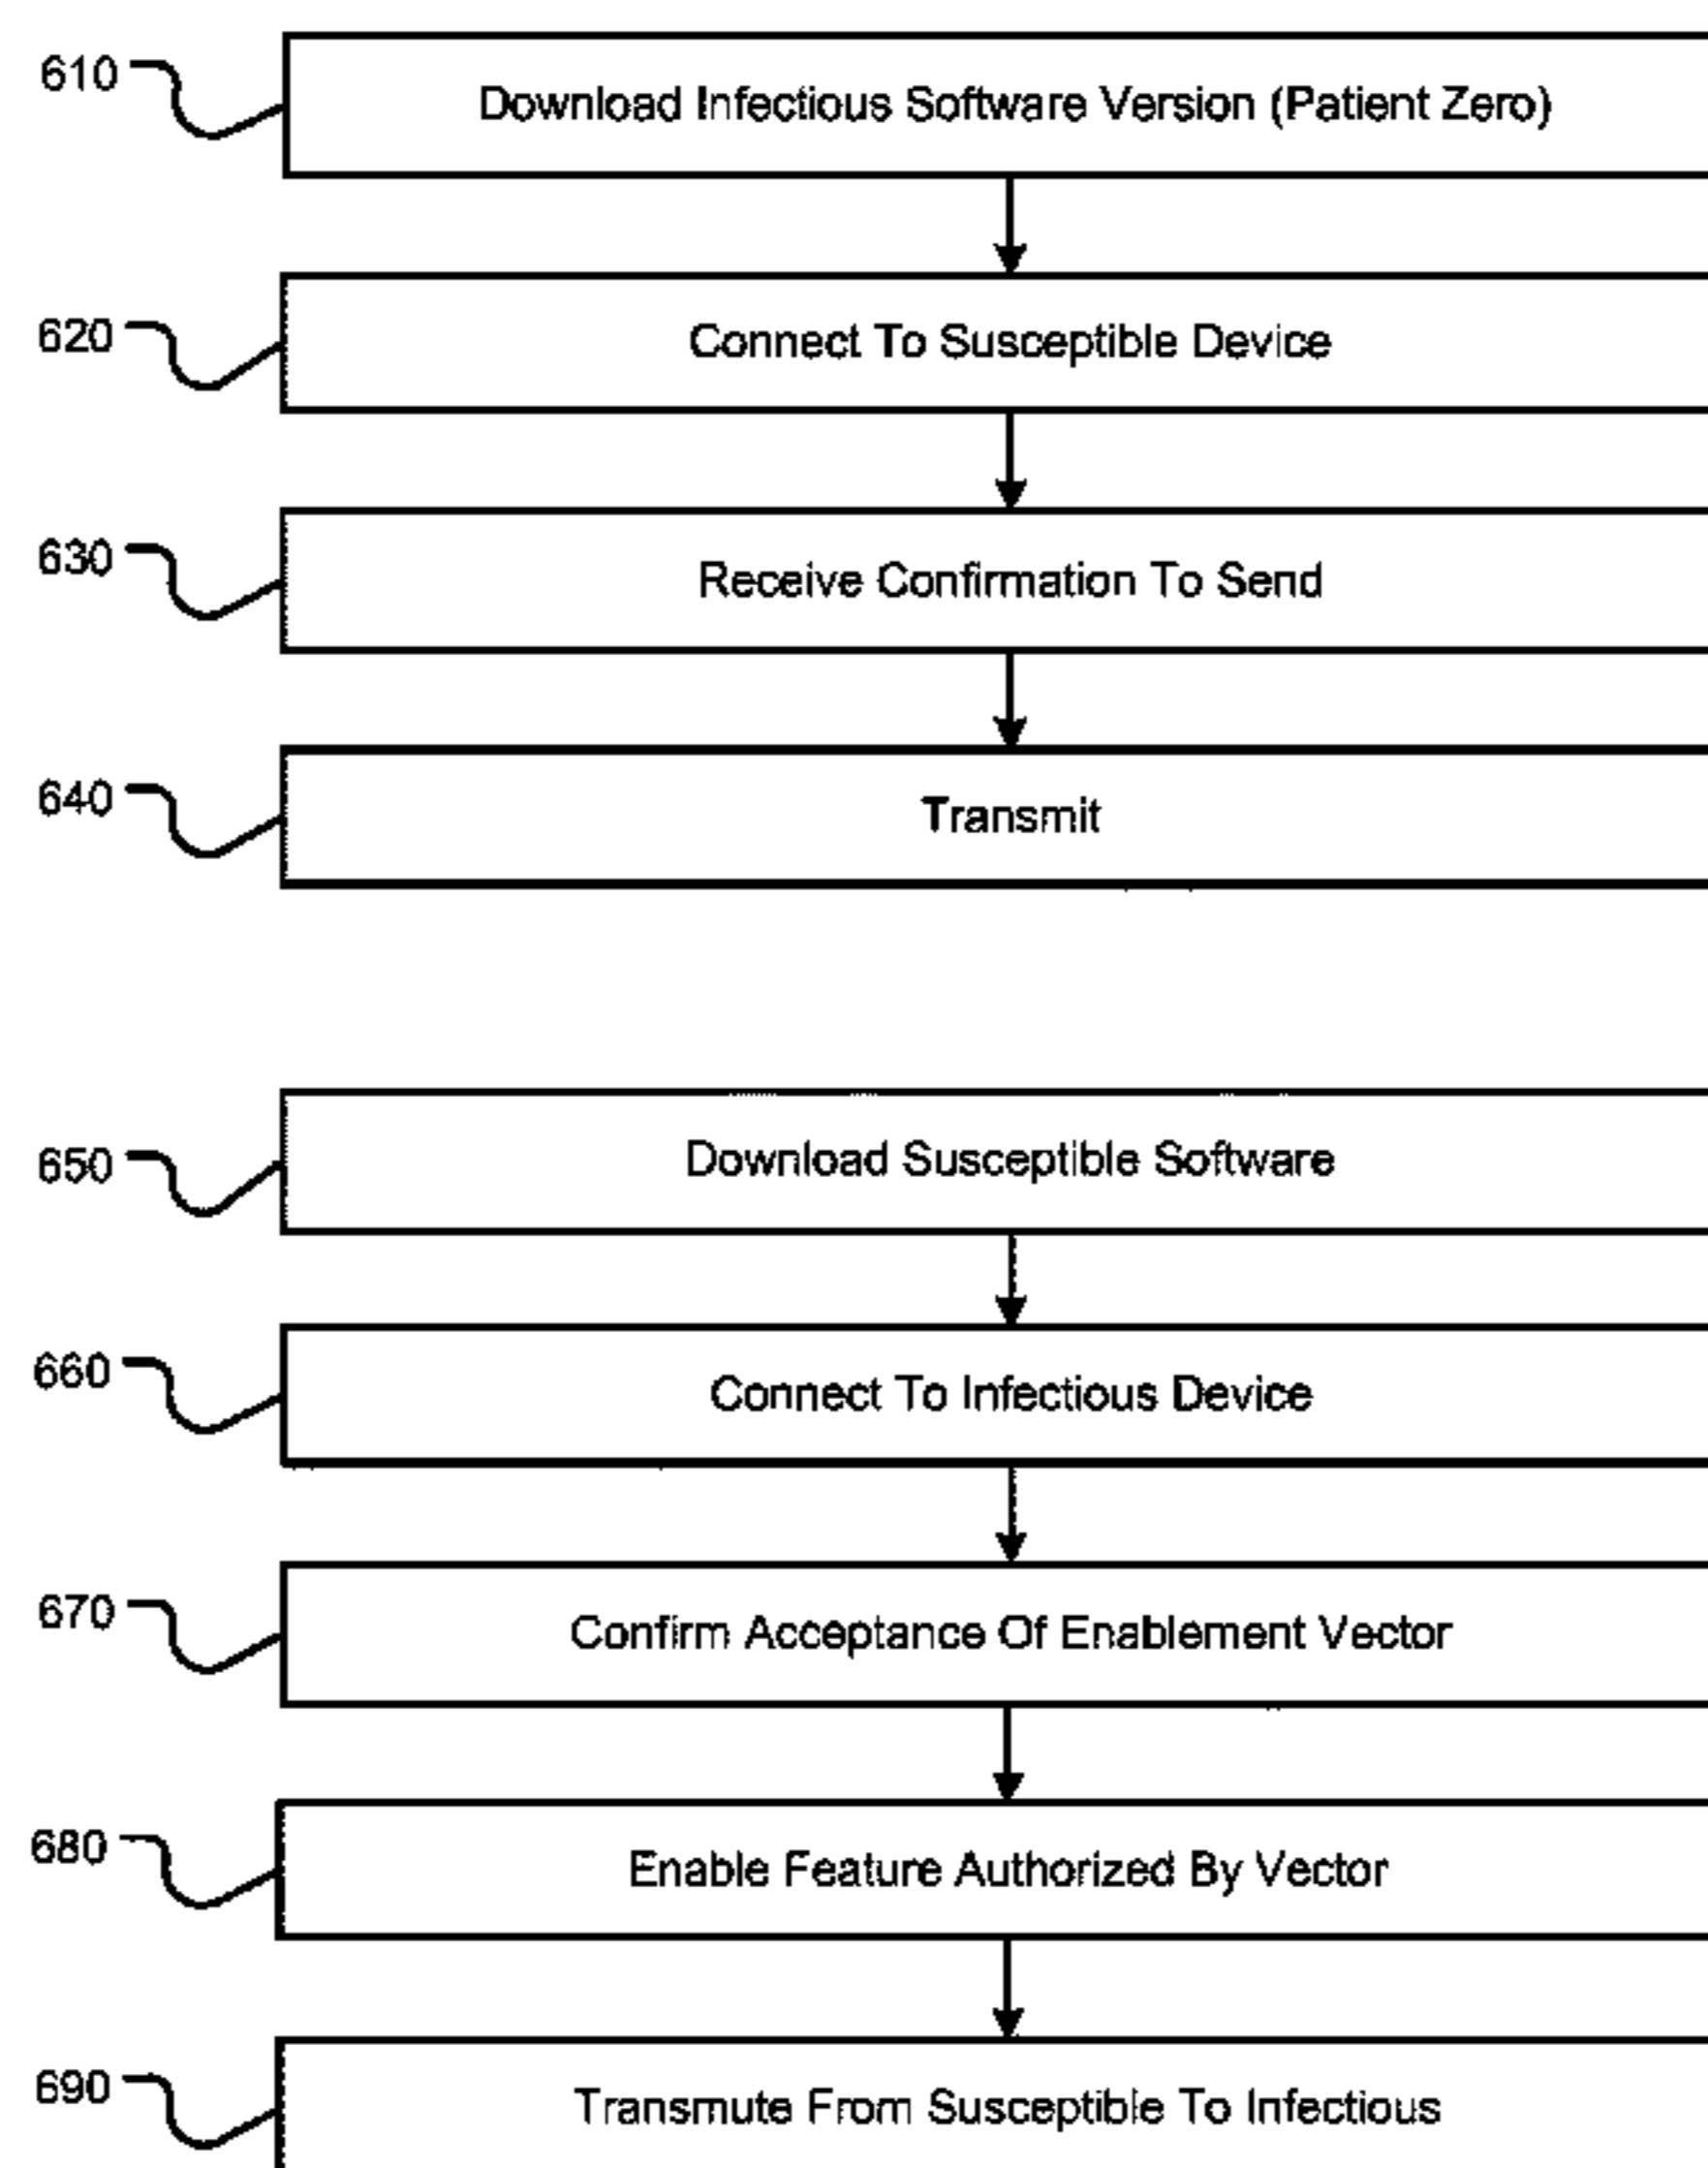 610
Download Infectious Software Version (Patient Zero)
620
Connect To Susceptible Device
630
Receive Confirmation To Send
640
Transmit
650
Download Susceptible Software
660
Connect To Infectious Device
670
Confirm Acceptance Of Enablement Vector
680
Enable Feature Authorized By Vector
690
Transmute From Susceptible To Infectious